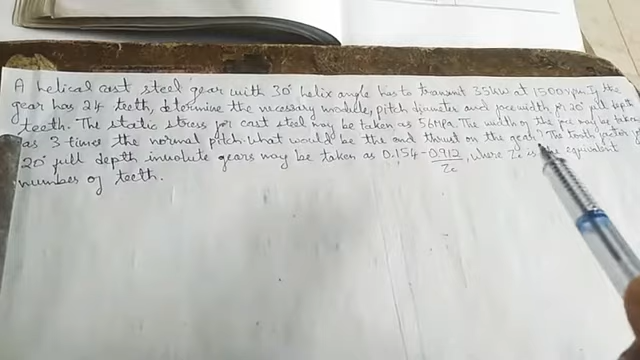 A helical cast steel gear with 30° helix angle has to transmit 35kW at 1500rpm. If the
gear has 24 teeth, determine the necessary module, pitch diameter and face width for 20° full depth
teeth. The static stress for cast steel may be taken as 56MPa. The width of the face may be taken
as 3 times the normal pitch. what would be the end thrust on the gear? The tooth factor for
20° full depth involute gears may be taken as 0.154 - 0.912/Ze, where Ze is the equivalent
number of teeth.